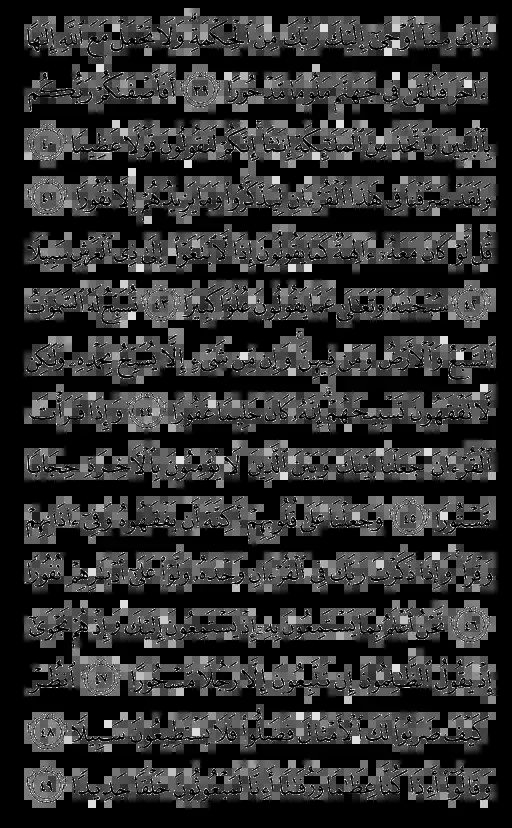 ذَٰلِكَ مِمَّآ أَوْحَىٰٓ إِلَيْكَ رَبُّكَ مِنَ ٱلْحِكْمَةِ وَلَا تَجْعَلْ مَعَ ٱللَّهِ إِلَٰهًا
ءَاخَرَ فَتُلْقَىٰ فِى جَهَنَّمَ مَلُومًا مَّدْحُورًا ٣٩ أَفَأَصْفَىٰكُمْ رَبُّكُم
بِٱلْبَنِينَ وَٱتَّخَذَ مِنَ ٱلْمَلَٰٓئِكَةِ إِنَٰثًا إِنَّكُمْ لَتَقُولُونَ قَوْلًا عَظِيمًا ٤٠
وَلَقَدْ صَرَّفْنَا فِى هَٰذَا ٱلْقُرْءَانِ لِيَذَّكَّرُوا۟ وَمَا يَزِيدُهُمْ إِلَّا نُفُورًا ٤١
قُل لَّوْ كَانَ مَعَهُۥٓ ءَالِهَةٌ كَمَا يَقُولُونَ إِذًا لَّٱبْتَغَوْا۟ إِلَىٰ ذِى ٱلْعَرْشِ سَبِيلًا
٤٢ سُبْحَٰنَهُۥ وَتَعَٰلَىٰ عَمَّا يَقُولُونَ عُلُوًّا كَبِيرًا ٤٣ تُسَبِّحُ لَهُ ٱلسَّمَٰوَٰتُ
ٱلسَّبْعُ وَٱلْأَرْضُ وَمَن فِيهِنَّ وَإِن مِّن شَىْءٍ إِلَّا يُسَبِّحُ بِحَمْدِهِۦ وَلَٰكِن
لَّا تَفْقَهُونَ تَسْبِيحَهُمْ إِنَّهُۥ كَانَ حَلِيمًا غَفُورًا ٤٤ وَإِذَا قَرَأْتَ
ٱلْقُرْءَانَ جَعَلْنَا بَيْنَكَ وَبَيْنَ ٱلَّذِينَ لَا يُؤْمِنُونَ بِٱلْءَاخِرَةِ حِجَابًا
مَّسْتُورًا ٤٥ وَجَعَلْنَا عَلَىٰ قُلُوبِهِمْ أَكِنَّةً أَن يَفْقَهُوهُ وَفِىٓ ءَاذَانِهِمْ
وَقْرًا وَإِذَا ذَكَرْتَ رَبَّكَ فِى ٱلْقُرْءَانِ وَحْدَهُۥ وَلَّوْا۟ عَلَىٰٓ أَدْبَٰرِهِمْ نُفُورًا
٤٦ نَّحْنُ أَعْلَمُ بِمَا يَسْتَمِعُونَ بِهِۦٓ إِذْ يَسْتَمِعُونَ إِلَيْكَ وَإِذْ هُمْ نَجْوَىٰٓ
إِذْ يَقُولُ ٱلظَّٰلِمُونَ إِن تَتَّبِعُونَ إِلَّا رَجُلًا مَّسْحُورًا ٤٧ ٱنظُرْ
كَيْفَ ضَرَبُوا۟ لَكَ ٱلْأَمْثَالَ فَضَلُّوا۟ فَلَا يَسْتَطِيعُونَ سَبِيلًا ٤٨
وَقَالُوٓا۟ أَءِذَا كُنَّا عِظَٰمًا وَرُفَٰتًا أَءِنَّا لَمَبْعُوثُونَ خَلْقًا جَدِيدًا ٤٩